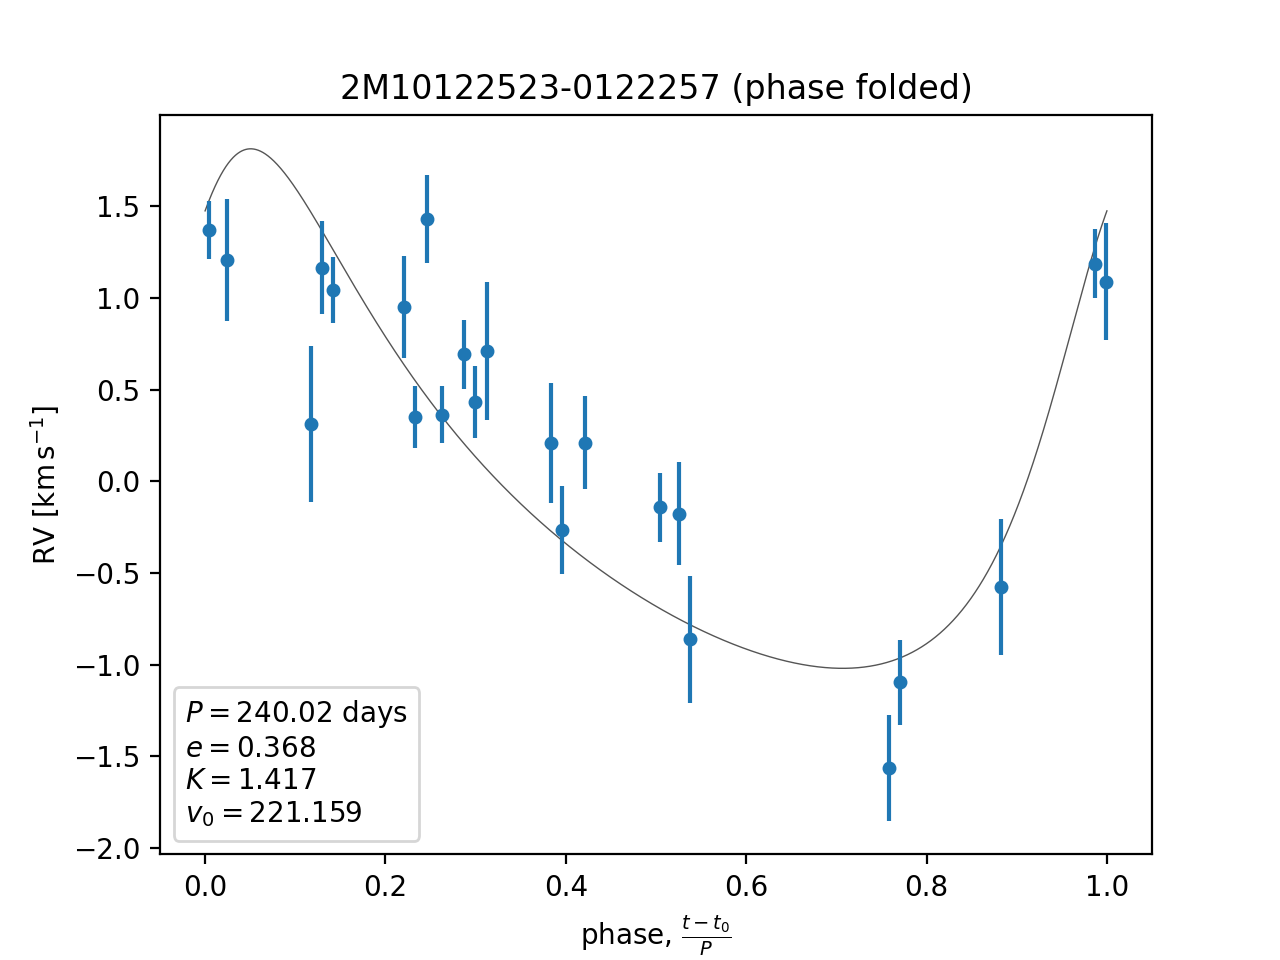 2M10122523-0122257 (phase folded)
RV [km s⁻¹]
1.5
1.0
0.5
0.0
−0.5
−1.0
−1.5
−2.0
P = 240.02 days
e = 0.368
K = 1.417
v₀ = 221.159
0.0 0.2 0.4 0.6 0.8 1.0
phase, (t − t₀)/P